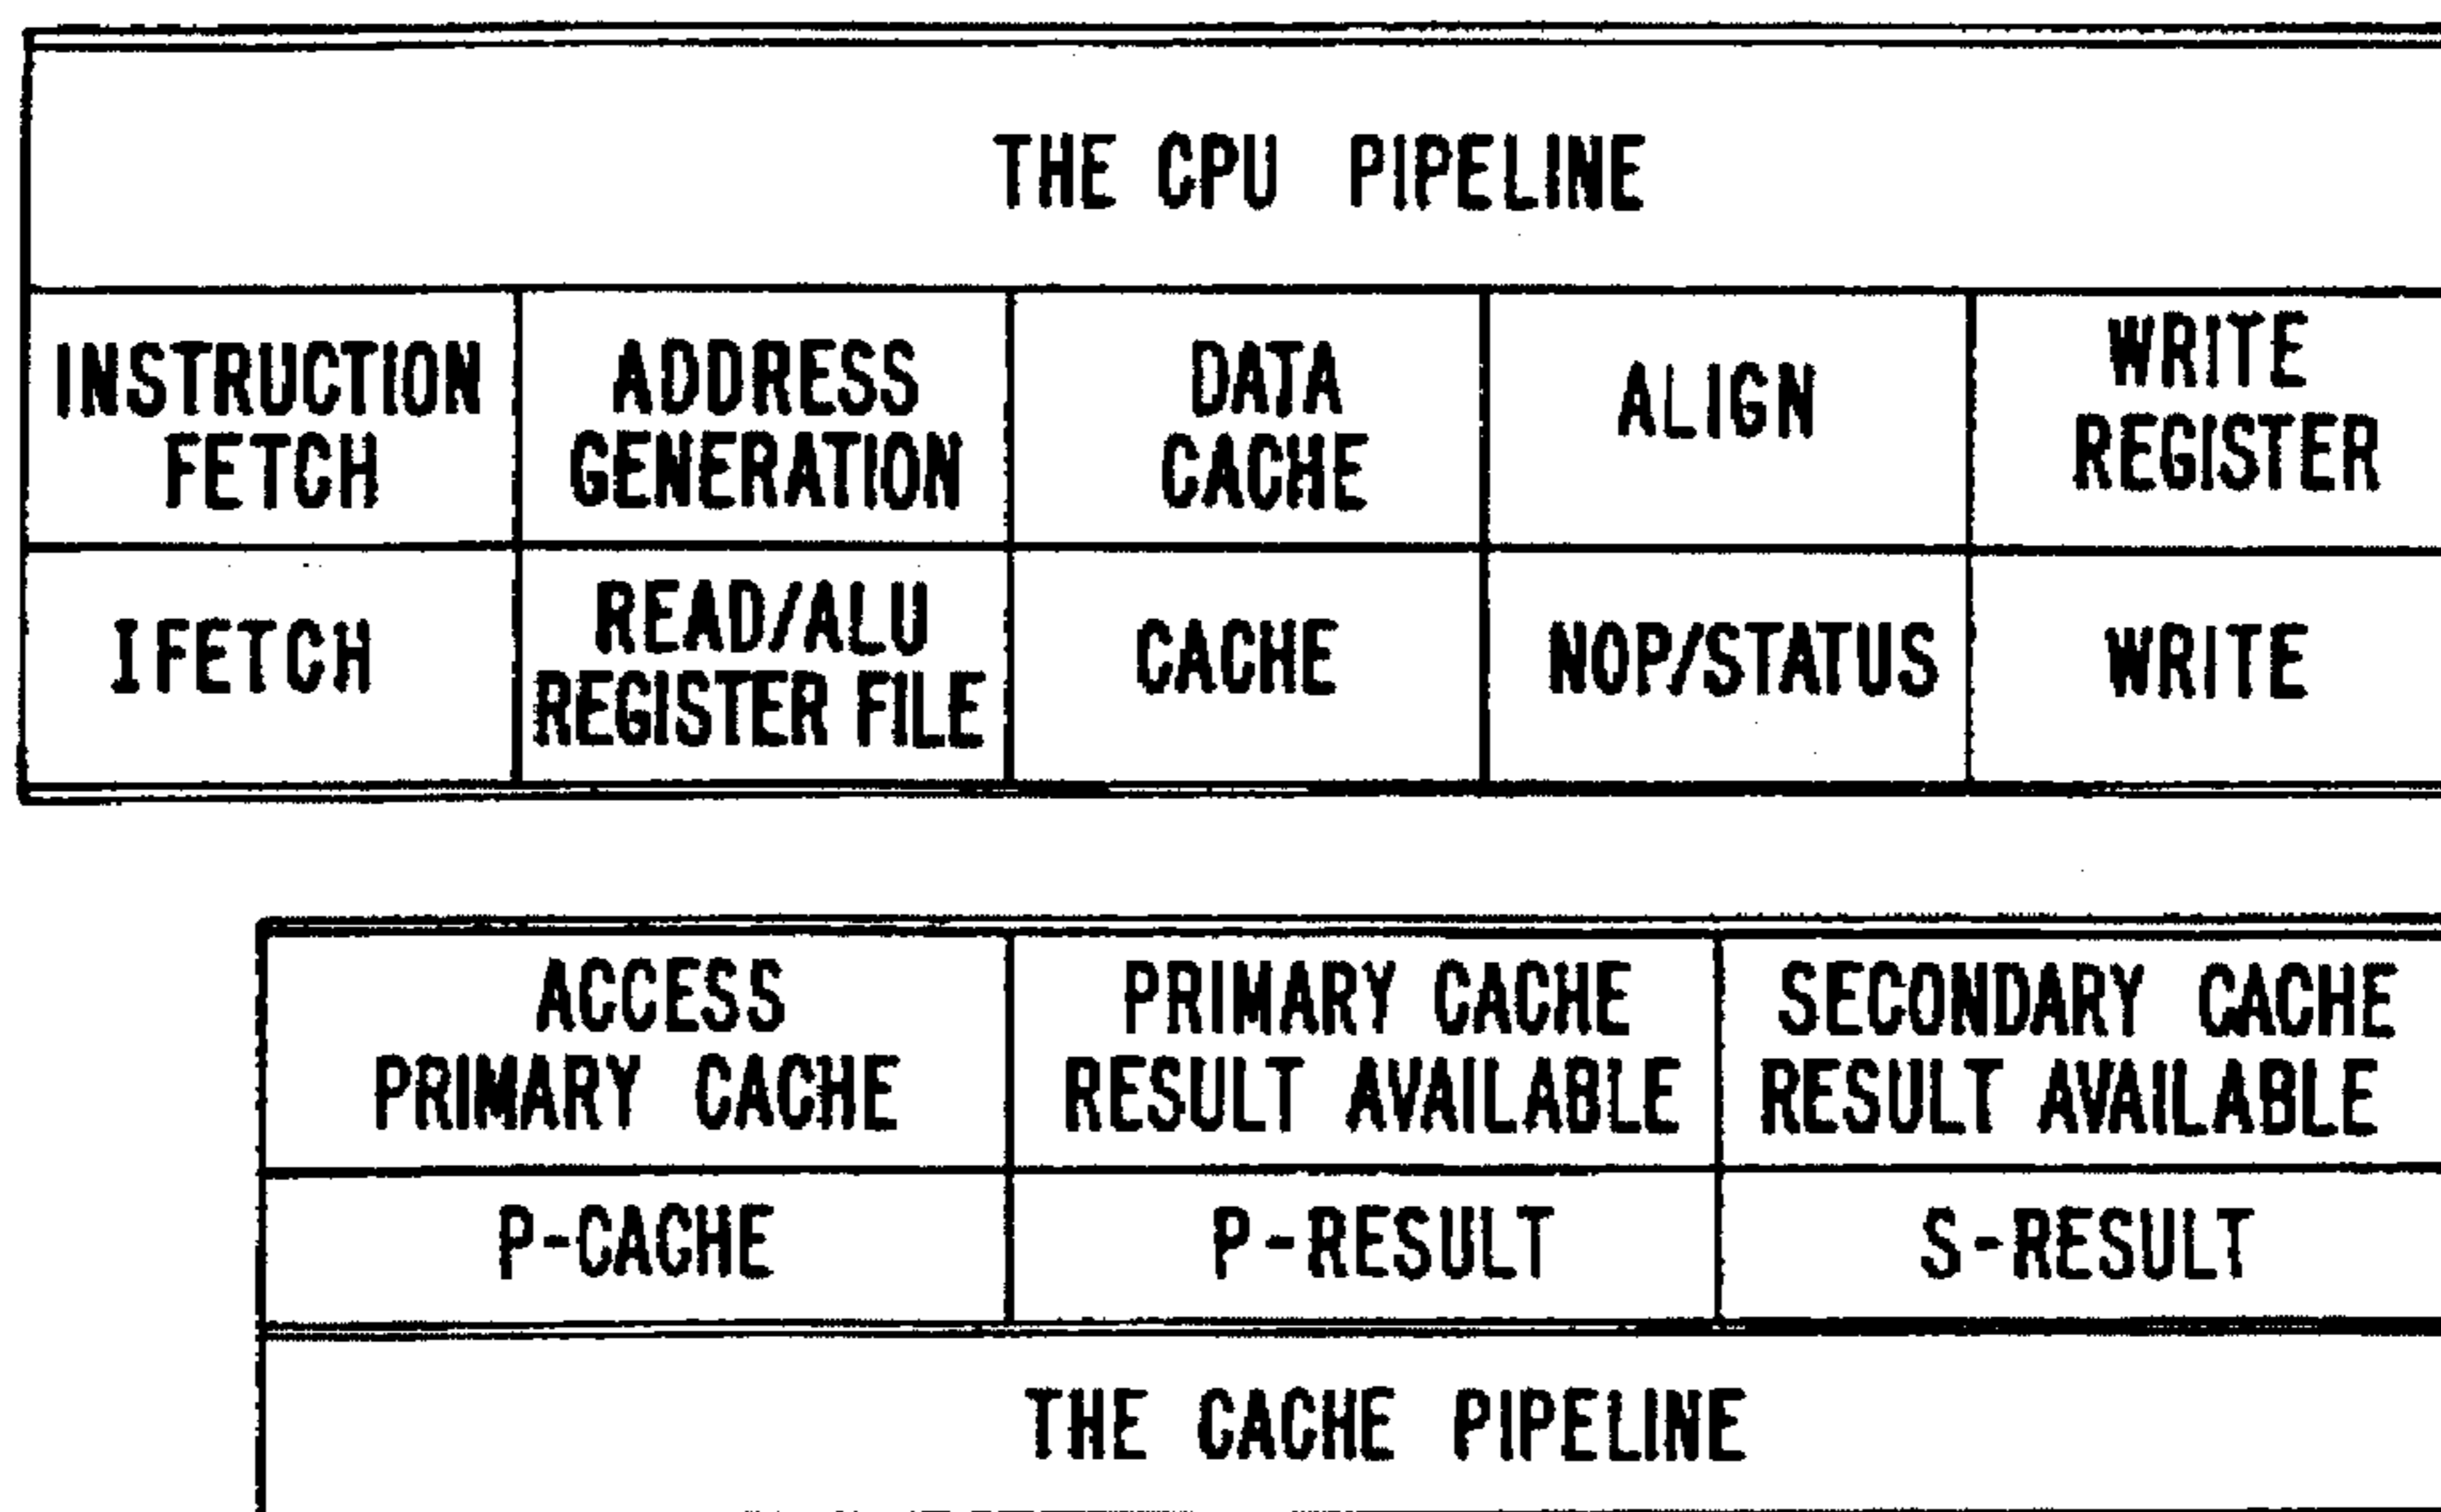 THE CPU PIPELINE
INSTRUCTION
FETCH
ADDRESS
GENERATION
DATA
CACHE
ALIGN
WRITE
REGISTER
IFETCH
READ/ALU
REGISTER FILE
CACHE
NOP/STATUS
WRITE
ACCESS
PRIMARY CACHE
PRIMARY CACHE
RESULT AVAILABLE
SECONDARY CACHE
RESULT AVAILABLE
P-CACHE
P-RESULT
S-RESULT
THE CACHE PIPELINE